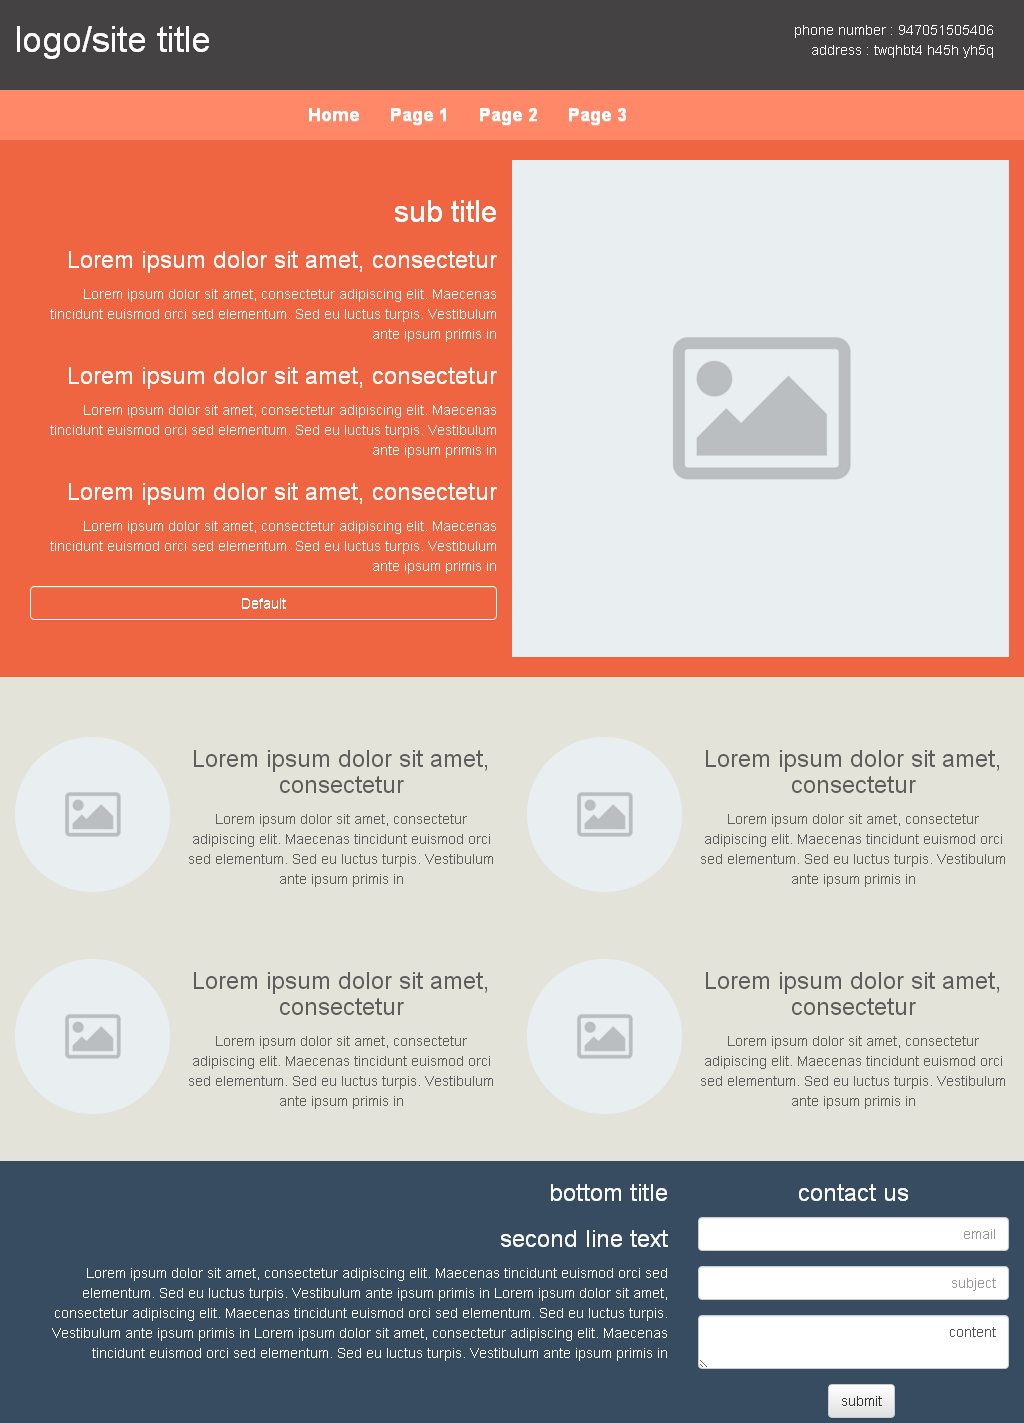 logo/site title
phone number : 947051505406
address : twqhbt4 h45h yh5q
Home Page 1 Page 2 Page 3
sub title
Lorem ipsum dolor sit amet, consectetur
Lorem ipsum dolor sit amet, consectetur adipiscing elit. Maecenas
tincidunt euismod orci sed elementum. Sed eu luctus turpis. Vestibulum
ante ipsum primis in
Lorem ipsum dolor sit amet, consectetur
Lorem ipsum dolor sit amet, consectetur adipiscing elit. Maecenas
tincidunt euismod orci sed elementum. Sed eu luctus turpis. Vestibulum
ante ipsum primis in
Lorem ipsum dolor sit amet, consectetur
Lorem ipsum dolor sit amet, consectetur adipiscing elit. Maecenas
tincidunt euismod orci sed elementum. Sed eu luctus turpis. Vestibulum
ante ipsum primis in
Default
Lorem ipsum dolor sit amet,
consectetur
Lorem ipsum dolor sit amet, consectetur
adipiscing elit. Maecenas tincidunt euismod orci
sed elementum. Sed eu luctus turpis. Vestibulum
ante ipsum primis in
Lorem ipsum dolor sit amet,
consectetur
Lorem ipsum dolor sit amet, consectetur
adipiscing elit. Maecenas tincidunt euismod orci
sed elementum. Sed eu luctus turpis. Vestibulum
ante ipsum primis in
Lorem ipsum dolor sit amet,
consectetur
Lorem ipsum dolor sit amet, consectetur
adipiscing elit. Maecenas tincidunt euismod orci
sed elementum. Sed eu luctus turpis. Vestibulum
ante ipsum primis in
Lorem ipsum dolor sit amet,
consectetur
Lorem ipsum dolor sit amet, consectetur
adipiscing elit. Maecenas tincidunt euismod orci
sed elementum. Sed eu luctus turpis. Vestibulum
ante ipsum primis in
bottom title
second line text
Lorem ipsum dolor sit amet, consectetur adipiscing elit. Maecenas tincidunt euismod orci sed
elementum. Sed eu luctus turpis. Vestibulum ante ipsum primis in Lorem ipsum dolor sit amet,
consectetur adipiscing elit. Maecenas tincidunt euismod orci sed elementum. Sed eu luctus turpis.
Vestibulum ante ipsum primis in Lorem ipsum dolor sit amet, consectetur adipiscing elit. Maecenas
tincidunt euismod orci sed elementum. Sed eu luctus turpis. Vestibulum ante ipsum primis in
contact us
email
subject
content
submit